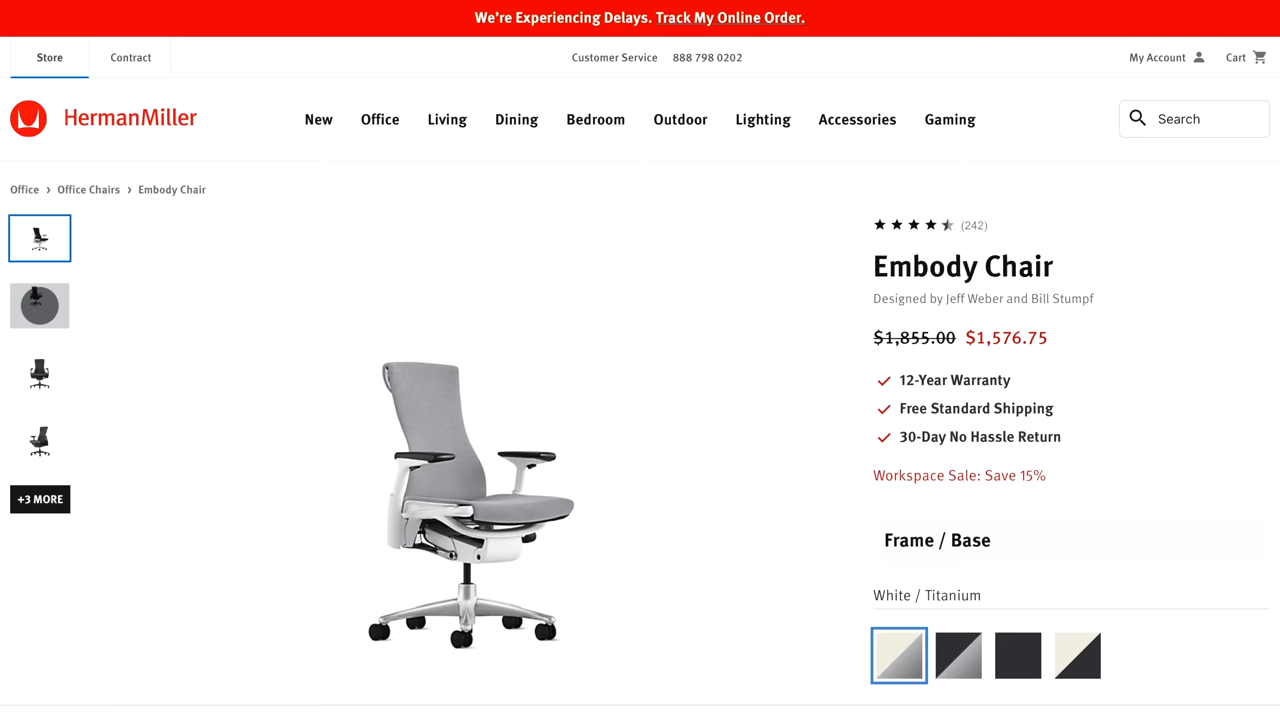 We're Experiencing Delays. Track My Online Order.
Store
Contract
Customer Service 888 798 0202
My Account
Cart
HermanMiller
New Office Living Dining Bedroom Outdoor Lighting Accessories Gaming
Search
Office › Office Chairs › Embody Chair
(242)
Embody Chair
Designed by Jeff Weber and Bill Stumpf
$1,855.00 $1,576.75
12-Year Warranty
Free Standard Shipping
30-Day No Hassle Return
Workspace Sale: Save 15%
+3 MORE
Frame / Base
White / Titanium